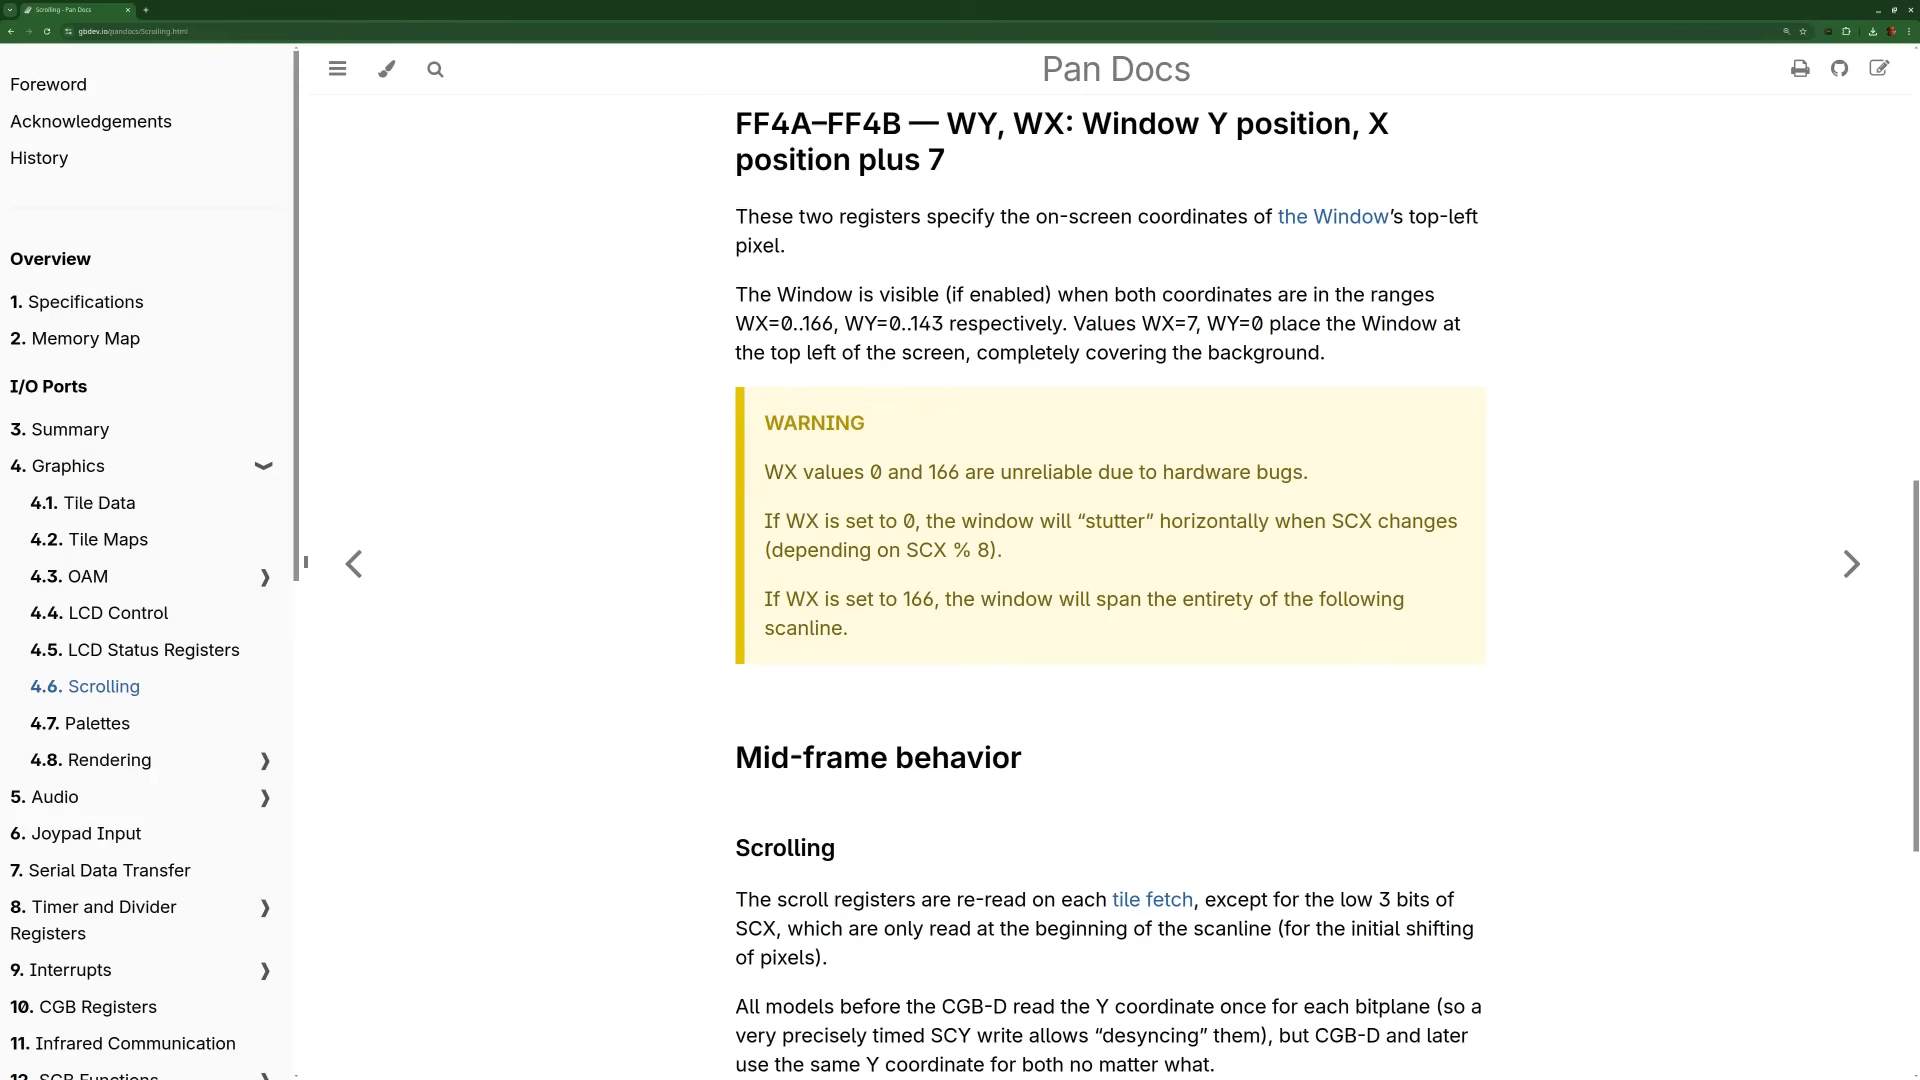 Scrolling - Pan Docs
gbdev.io/pandocs/Scrolling.html
Foreword
Acknowledgements
History
Overview
1. Specifications
2. Memory Map
I/O Ports
3. Summary
4. Graphics
4.1. Tile Data
4.2. Tile Maps
4.3. OAM
4.4. LCD Control
4.5. LCD Status Registers
4.6. Scrolling
4.7. Palettes
4.8. Rendering
5. Audio
6. Joypad Input
7. Serial Data Transfer
8. Timer and Divider
Registers
9. Interrupts
10. CGB Registers
11. Infrared Communication
12. SGB Functions
Pan Docs
FF4A–FF4B — WY, WX: Window Y position, X
position plus 7
These two registers specify the on-screen coordinates of the Window’s top-left
pixel.
The Window is visible (if enabled) when both coordinates are in the ranges
WX=0..166, WY=0..143 respectively. Values WX=7, WY=0 place the Window at
the top left of the screen, completely covering the background.
WARNING
WX values 0 and 166 are unreliable due to hardware bugs.
If WX is set to 0, the window will “stutter” horizontally when SCX changes
(depending on SCX % 8).
If WX is set to 166, the window will span the entirety of the following
scanline.
Mid-frame behavior
Scrolling
The scroll registers are re-read on each tile fetch, except for the low 3 bits of
SCX, which are only read at the beginning of the scanline (for the initial shifting
of pixels).
All models before the CGB-D read the Y coordinate once for each bitplane (so a
very precisely timed SCY write allows “desyncing” them), but CGB-D and later
use the same Y coordinate for both no matter what.